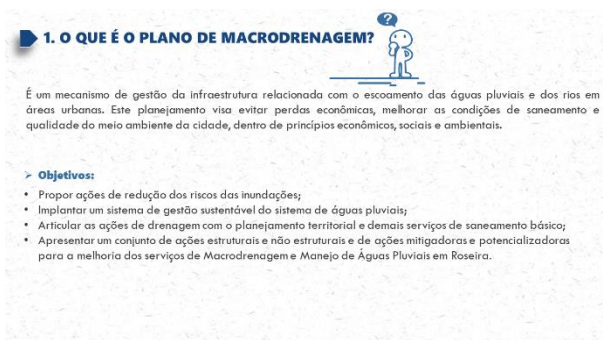 ?
1. O QUE É O PLANO DE MACRODRENAGEM?
É um mecanismo de gestão da infraestrutura relacionada com o escoamento das águas pluviais e dos rios em
áreas urbanas. Este planejamento visa evitar perdas econômicas, melhorar as condições de saneamento e
qualidade do meio ambiente da cidade, dentro de princípios econômicos, sociais e ambientais.
➢ Objetivos:
• Propor ações de redução dos riscos das inundações;
• Implantar um sistema de gestão sustentável do sistema de águas pluviais;
• Articular as ações de drenagem com o planejamento territorial e demais serviços de saneamento básico;
• Apresentar um conjunto de ações estruturais e não estruturais e de ações mitigadoras e potencializadoras
para a melhoria dos serviços de Macrodrenagem e Manejo de Águas Pluviais em Roseira.